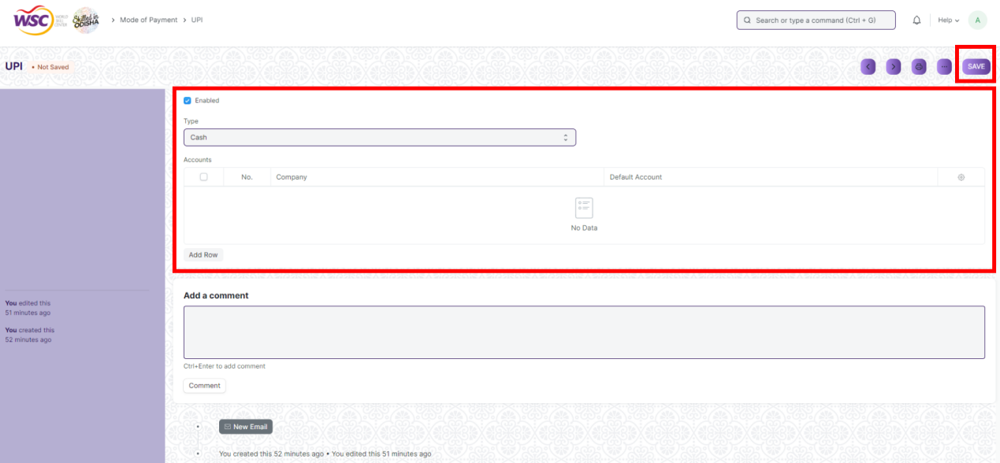 WSC WORLD SKILL CENTER Skilled in ODISHA > Mode of Payment > UPI Search or type a command (Ctrl + G) Help A
UPI • Not Saved SAVE
Enabled
Type
Cash
Accounts
No. Company Default Account
No Data
Add Row
Add a comment
Ctrl+Enter to add comment
Comment
You edited this
51 minutes ago
You created this
52 minutes ago
New Email
You created this 52 minutes ago • You edited this 51 minutes ago